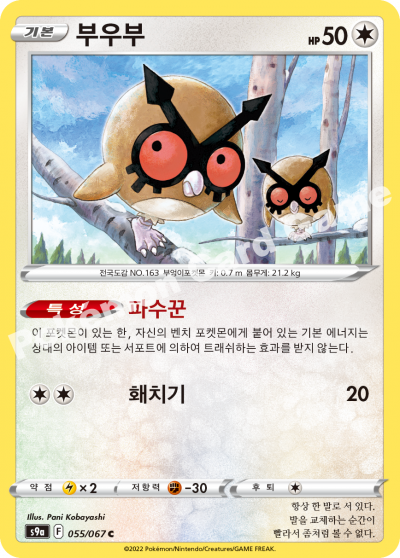 기본 부우부 HP 50
전국도감 NO.163 부엉이포켓몬 키: 0.7 m 몸무게: 21.2 kg
특성 파수꾼
이 포켓몬이 있는 한, 자신의 벤치 포켓몬에게 붙어 있는 기본 에너지는
상대의 아이템 또는 서포트에 의하여 트래쉬하는 효과를 받지 않는다.
홰치기 20
약점 ×2 저항력 -30 후퇴
Illus. Pani Kobayashi
s9a F 055/067 C
항상 한 발로 서 있다.
발을 교체하는 순간이
빨라서 좀처럼 볼 수 없다.
©2022 Pokémon/Nintendo/Creatures/GAME FREAK.
Pokémon Card Game